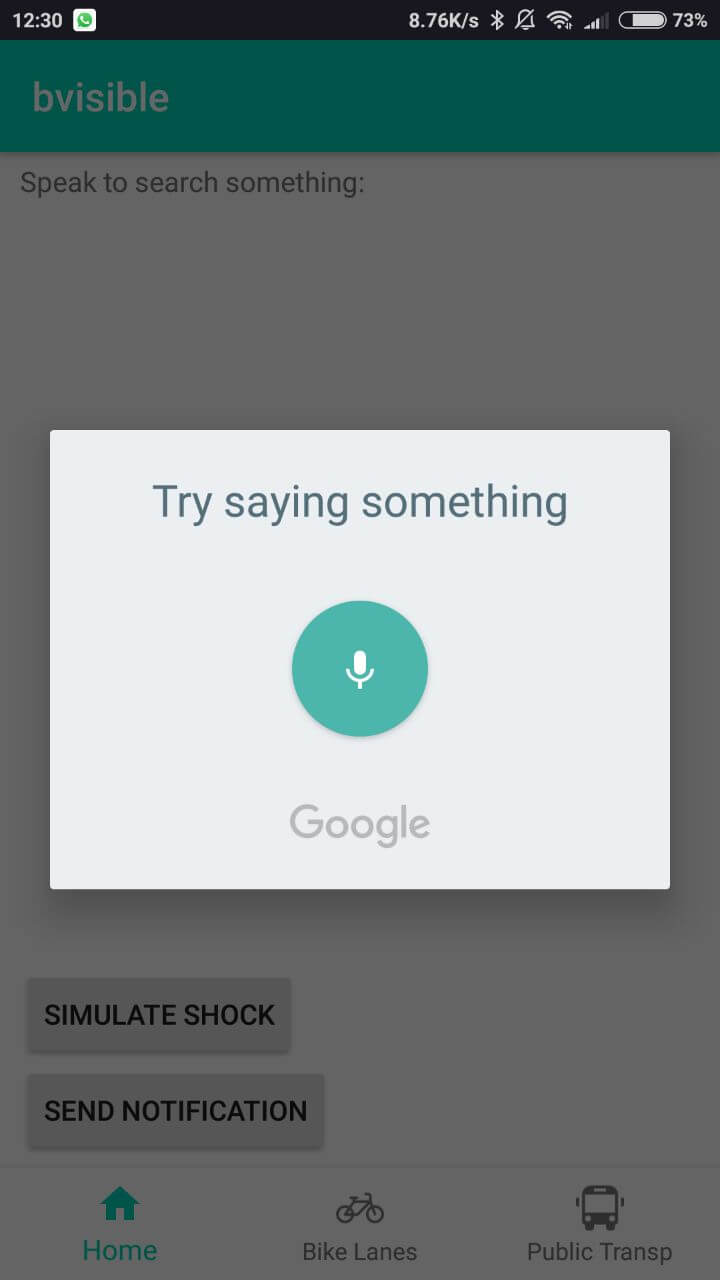 12:30 8.76K/s 73%
bvisible
Speak to search something:
Try saying something
Google
SIMULATE SHOCK
SEND NOTIFICATION
Home Bike Lanes Public Transp